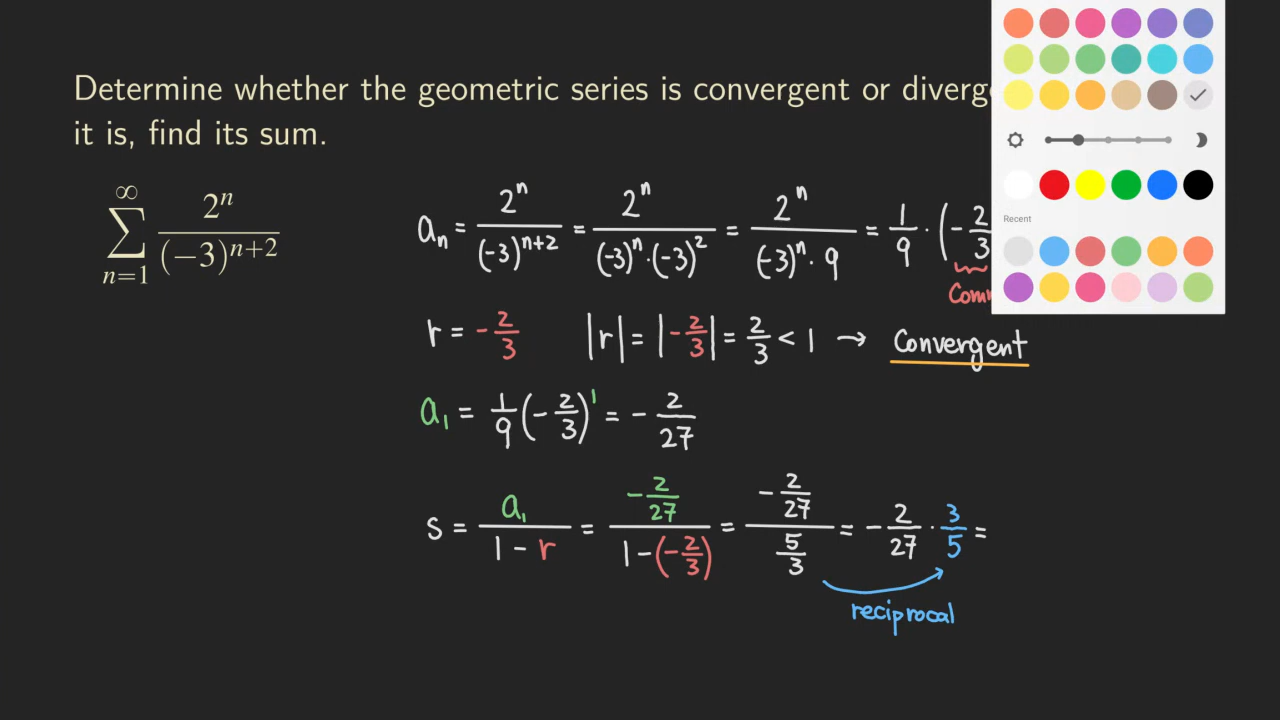 Determine whether the geometric series is convergent or diverg
it is, find its sum.
∞
∑ 2^n / (−3)^{n+2}
n=1
a_n = 2^n / (-3)^{n+2} = 2^n / ((-3)^n · (-3)^2) = 2^n / ((-3)^n · 9) = 1/9 · (-2/3
Com
Recent
r = -2/3 |r| = |-2/3| = 2/3 < 1 → Convergent
a_1 = 1/9 (-2/3)^1 = - 2/27
s = a_1 / (1 - r) = (-2/27) / (1 - (-2/3)) = (-2/27) / (5/3) = - 2/27 · 3/5 =
reciprocal